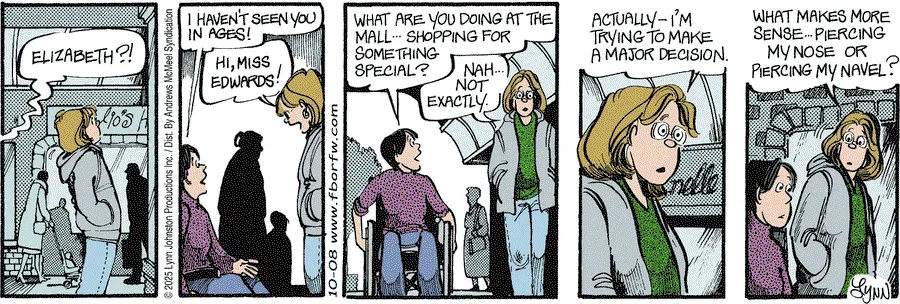 ELIZABETH?!
© 2025 Lynn Johnston Productions Inc. / Dist. By Andrews McMeel Syndication
I HAVEN'T SEEN YOU
IN AGES!
HI, MISS
EDWARDS!
10-08 www.fborfw.com
WHAT ARE YOU DOING AT THE
MALL... SHOPPING FOR
SOMETHING
SPECIAL?
NAH...
NOT
EXACTLY.
ACTUALLY-I'M
TRYING TO MAKE
A MAJOR DECISION.
WHAT MAKES MORE
SENSE...PIERCING
MY NOSE OR
PIERCING MY NAVEL?
LYNN